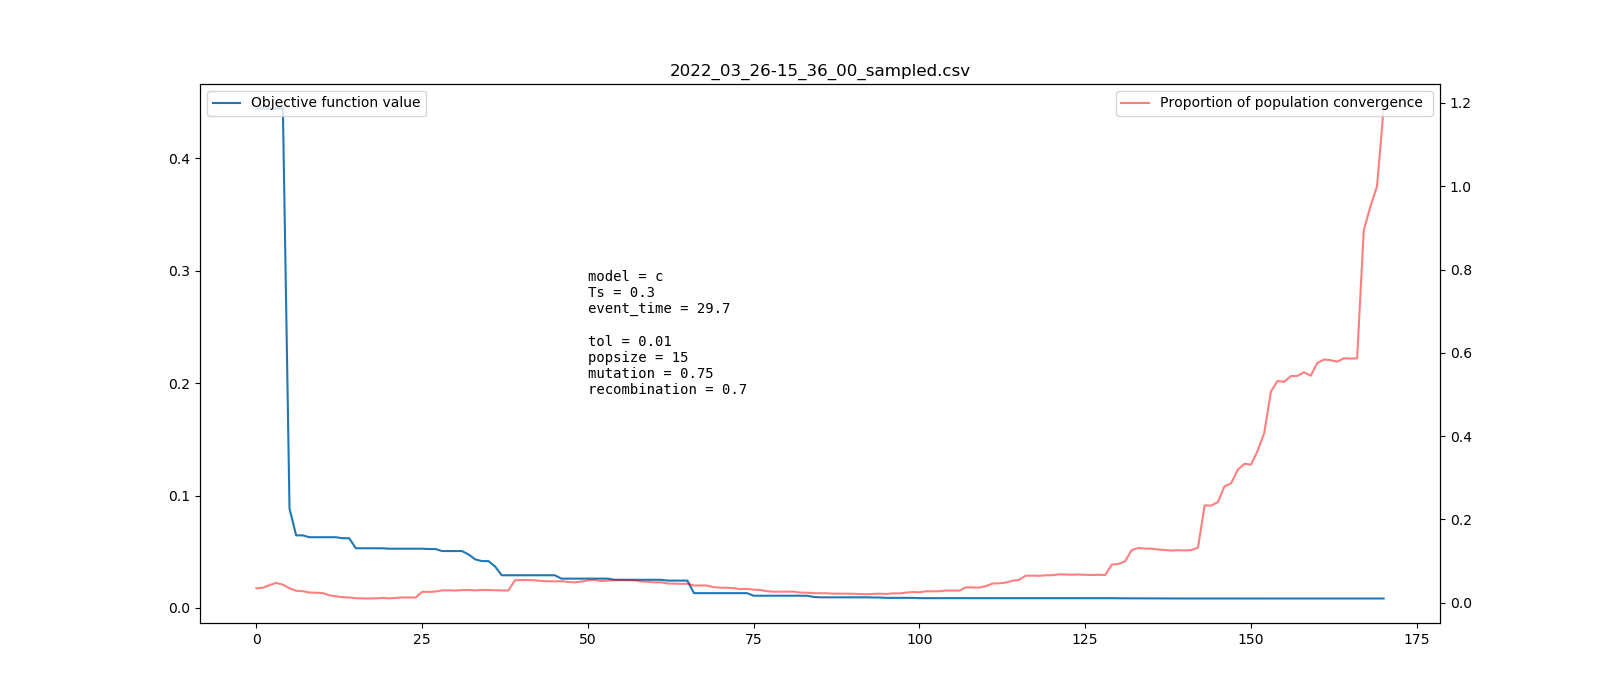 2022_03_26-15_36_00_sampled.csv
Objective function value
Proportion of population convergence
0.4
0.3
0.2
0.1
0.0
model = c
Ts = 0.3
event_time = 29.7
tol = 0.01
popsize = 15
mutation = 0.75
recombination = 0.7
1.2
1.0
0.8
0.6
0.4
0.2
0.0
0 25 50 75 100 125 150 175